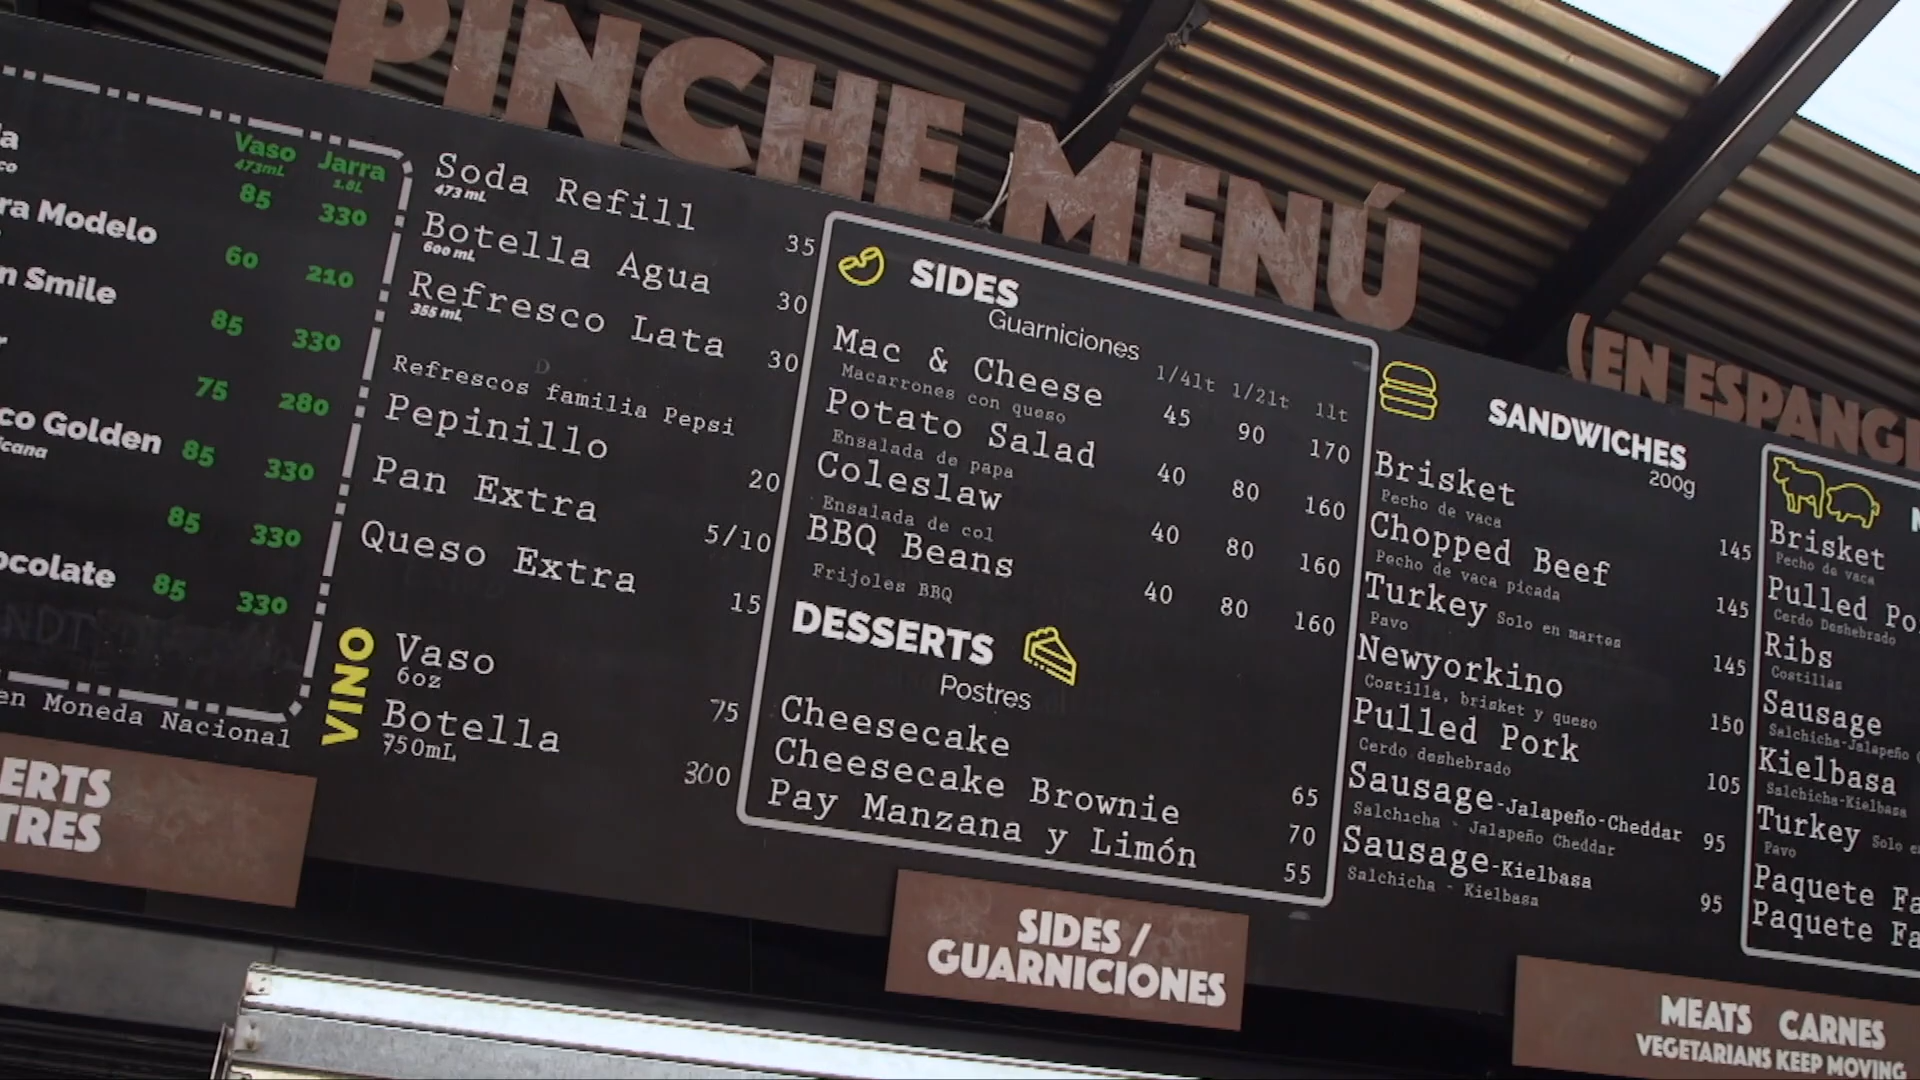 PINCHE MENÚ
(EN ESPANG
Vaso Jarra
473mL 1.8L
85 330
ra Modelo
60 210
n Smile
85 330
75 280
co Golden
icana
85 330
85 330
ocolate 85 330
en Moneda Nacional
Soda Refill 35
473 mL
Botella Agua 30
600 mL
Refresco Lata 30
355 mL
Refrescos familia Pepsi
Pepinillo 20
Pan Extra 5/10
Queso Extra 15
VINO
Vaso 75
6oz
Botella 300
750mL
SIDES
Guarniciones
1/4lt 1/2lt 1lt
Mac & Cheese 45 90 170
Macarrones con queso
Potato Salad 40 80 160
Ensalada de papa
Coleslaw 40 80 160
Ensalada de col
BBQ Beans 40 80 160
Frijoles BBQ
DESSERTS
Postres
Cheesecake 65
Cheesecake Brownie 70
Pay Manzana y Limón 55
SANDWICHES
200g
Brisket 145
Pecho de vaca
Chopped Beef 145
Pecho de vaca picada
Turkey Solo en martes 145
Pavo
Newyorkino 150
Costilla, brisket y queso
Pulled Pork 105
Cerdo deshebrado
Sausage-Jalapeño-Cheddar 95
Salchicha - Jalapeño Cheddar
Sausage-Kielbasa 95
Salchicha - Kielbasa
Brisket
Pecho de vaca
Pulled Po
Cerdo Deshebrado
Ribs
Costillas
Sausage
Salchicha-Jalapeño
Kielbasa
Salchicha-Kielbasa
Turkey Solo e
Pavo
Paquete Fa
Paquete Fa
ERTS
TRES
SIDES /
GUARNICIONES
MEATS CARNES
VEGETARIANS KEEP MOVING